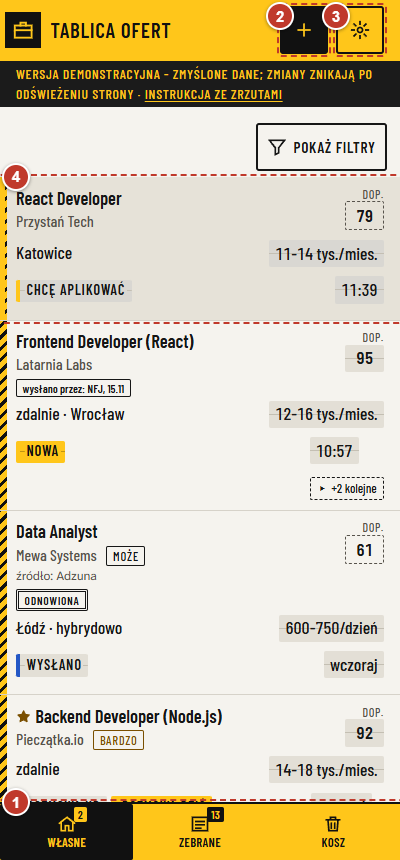 TABLICA OFERT
2
3
WERSJA DEMONSTRACYJNA – ZMYŚLONE DANE; ZMIANY ZNIKAJĄ PO
ODŚWIEŻENIU STRONY · INSTRUKCJA ZE ZRZUTAMI
POKAŻ FILTRY
4
React Developer
DOP.
Przystań Tech
79
Katowice
11–14 tys./mies.
CHCĘ APLIKOWAĆ
11:39
Frontend Developer (React)
DOP.
Latarnia Labs
95
wysłano przez: NFJ, 15.11
zdalnie · Wrocław
12–16 tys./mies.
NOWA
10:57
▸ +2 kolejne
Data Analyst
DOP.
Mewa Systems MOŻE
61
źródło: Adzuna
ODNOWIONA
Łódź · hybrydowo
600–750/dzień
WYSŁANO
wczoraj
Backend Developer (Node.js)
DOP.
Pieczątka.io BARDZO
92
zdalnie
14–18 tys./mies.
1
2
13
WŁASNE
ZEBRANE
KOSZ